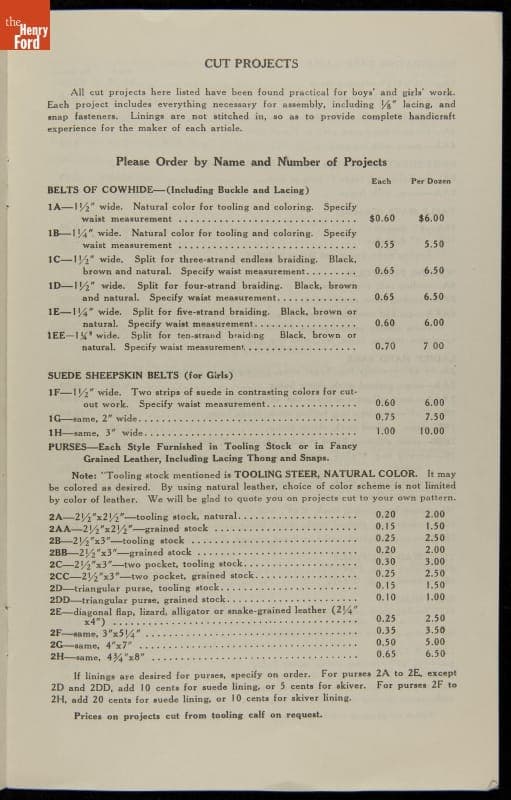 the
Henry
Ford
CUT PROJECTS
All cut projects here listed have been found practical for boys' and girls' work.
Each project includes everything necessary for assembly, including ⅛" lacing, and
snap fasteners. Linings are not stitched in, so as to provide complete handicraft
experience for the maker of each article.
Please Order by Name and Number of Projects
Each Per Dozen
BELTS OF COWHIDE—(Including Buckle and Lacing)
1A—1½" wide. Natural color for tooling and coloring. Specify
waist measurement ............................... $0.60 $6.00
1B—1¼". wide. Natural color for tooling and coloring. Specify
waist measurement ............................... 0.55 5.50
1C—1½" wide. Split for three-strand endless braiding. Black,
brown and natural. Specify waist measurement......... 0.65 6.50
1D—1½" wide. Split for four-strand braiding. Black, brown
and natural. Specify waist measurement.............. 0.65 6.50
1E—1¼" wide. Split for five-strand braiding. Black, brown or
natural. Specify waist measurement.................. 0.60 6.00
1EE—1¼" wide. Split for ten-strand braiding Black, brown or
natural. Specify waist measurement................... 0.70 7 00
SUEDE SHEEPSKIN BELTS (for Girls)
1F—1½" wide. Two strips of suede in contrasting colors for cut-
out work. Specify waist measurement................ 0.60 6.00
1G—same, 2" wide...................................... 0.75 7.50
1H—same, 3" wide..................................... 1.00 10.00
PURSES—Each Style Furnished in Tooling Stock or in Fancy
Grained Leather, Including Lacing Thong and Snaps.
Note: "Tooling stock mentioned is TOOLING STEER, NATURAL COLOR. It may
be colored as desired. By using natural leather, choice of color scheme is not limited
by color of leather. We will be glad to quote you on projects cut to your own pattern.
2A—2½"x2½"—tooling stock, natural..................... 0.20 2.00
2AA—2½"x2½"—grained stock ......................... 0.15 1.50
2B—2½"x3"—tooling stock ............................. 0.25 2.50
2BB—2½"x3"—grained stock ............................ 0.20 2.00
2C—2½"x3"—two pocket, tooling stock.................... 0.30 3.00
2CC—2½"x3"—two pocket, grained stock.................. 0.25 2.50
2D—triangular purse, tooling stock........................ 0.15 1.50
2DD—triangular purse, grained stock....................... 0.10 1.00
2E—diagonal flap, lizard, alligator or snake-grained leather (2¼"
x4") .......................................... 0.25 2.50
2F—same, 3"x5¼" ..................................... 0.35 3.50
2G—same, 4"x7" ...................................... 0.50 5.00
2H—same, 4¾"x8" .................................... 0.65 6.50
If linings are desired for purses, specify on order. For purses 2A to 2E, except
2D and 2DD, add 10 cents for suede lining, or 5 cents for skiver. For purses 2F to
2H, add 20 cents for suede lining, or 10 cents for skiver lining.
Prices on projects cut from tooling calf on request.